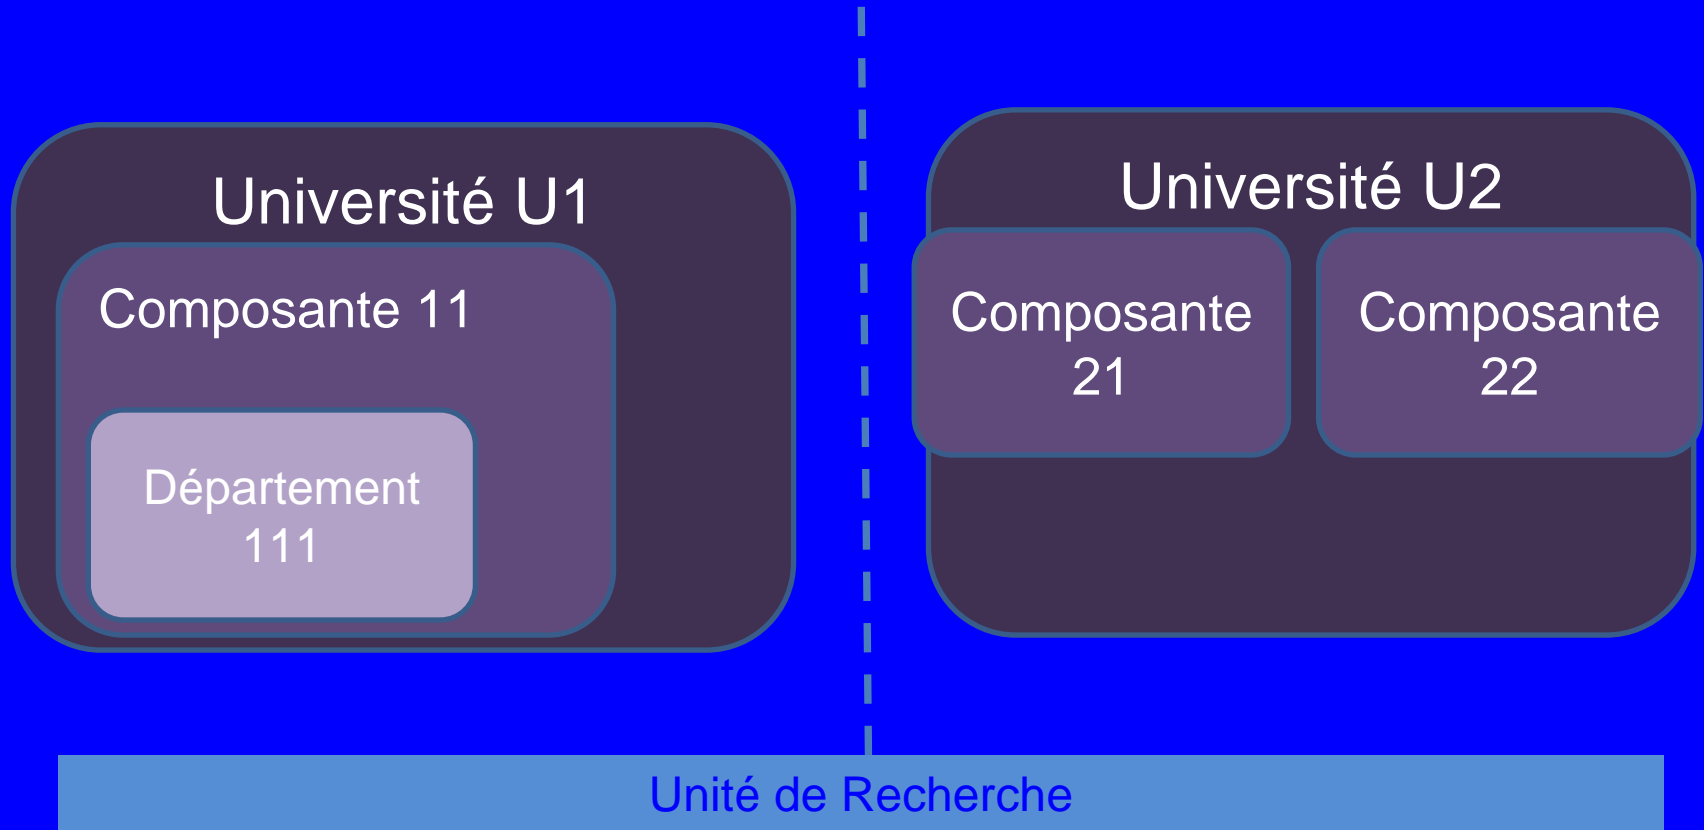 Université U1
Composante 11
Département
111
Université U2
Composante
21
Composante
22
Unité de Recherche